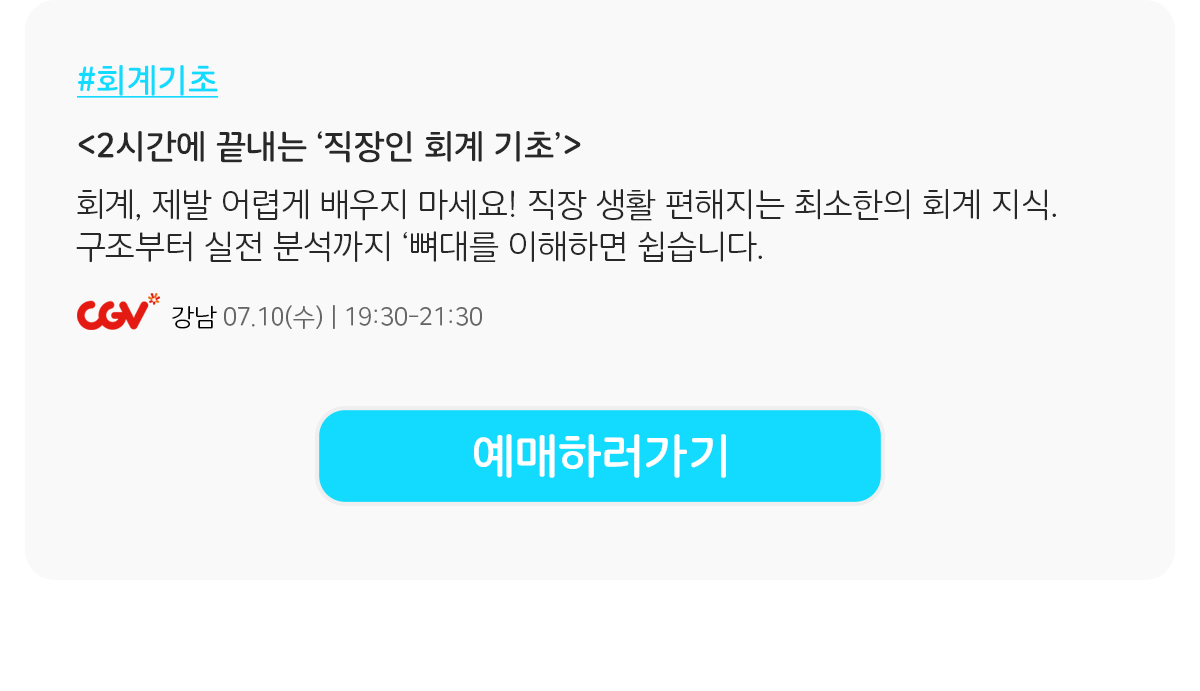 #회계기초
<2시간에 끝내는 ‘직장인 회계 기초’>
회계, 제발 어렵게 배우지 마세요! 직장 생활 편해지는 최소한의 회계 지식.
구조부터 실전 분석까지 ‘뼈대를 이해하면 쉽습니다.
CGV 강남 07.10(수) | 19:30-21:30
예매하러가기